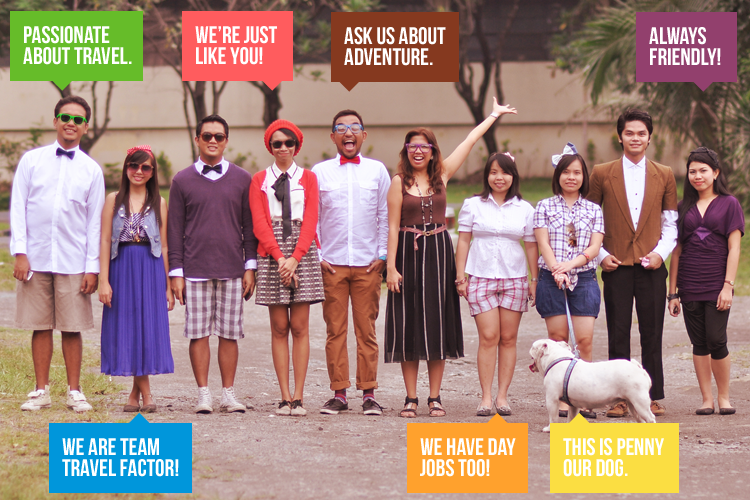 PASSIONATE
ABOUT TRAVEL.
WE'RE JUST
LIKE YOU!
ASK US ABOUT
ADVENTURE.
ALWAYS
FRIENDLY!
WE ARE TEAM
TRAVEL FACTOR!
WE HAVE DAY
JOBS TOO!
THIS IS PENNY
OUR DOG.